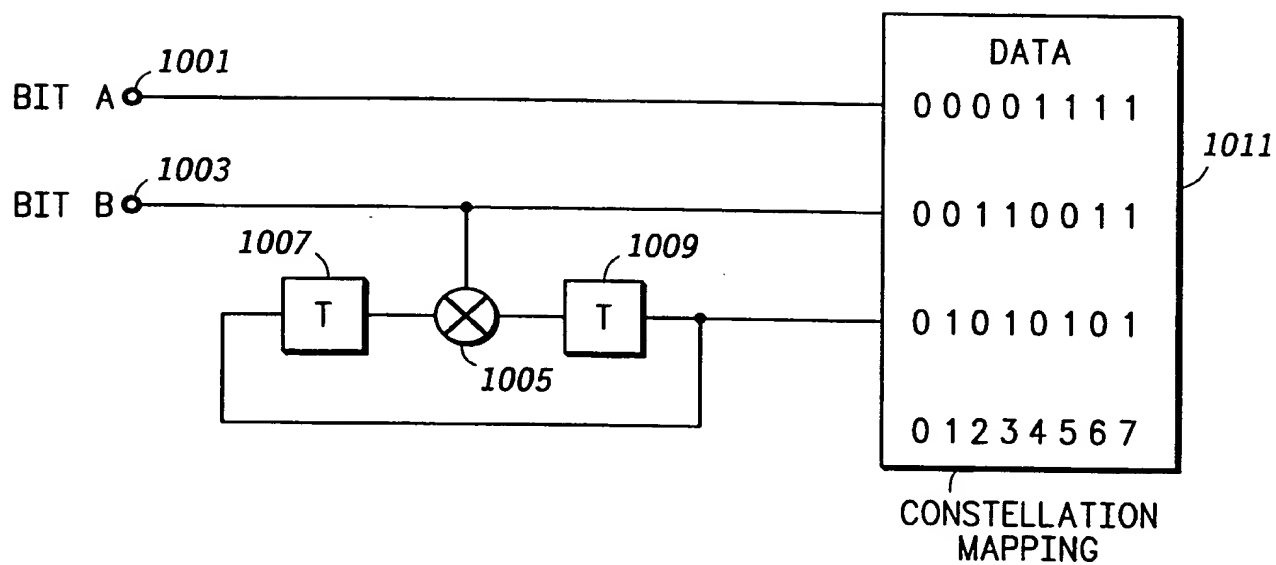 1001
BIT A
DATA
0 0 0 0 1 1 1 1
1003
1011
BIT B
0 0 1 1 0 0 1 1
1007
1009
T
T
0 1 0 1 0 1 0 1
1005
0 1 2 3 4 5 6 7
CONSTELLATION
MAPPING